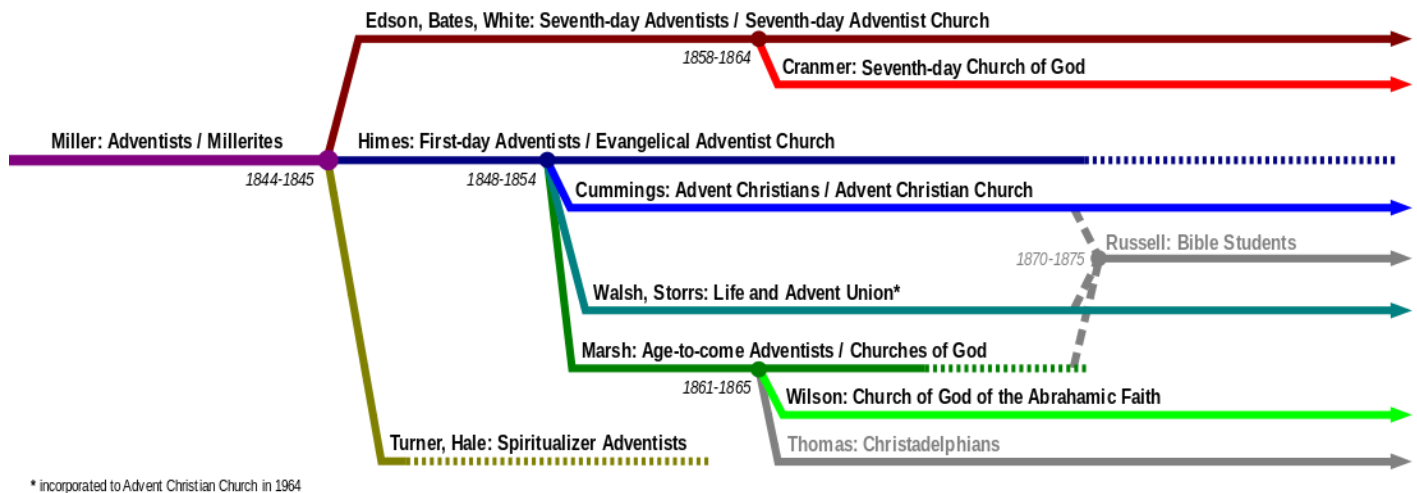 Edson, Bates, White: Seventh-day Adventists / Seventh-day Adventist Church
1858-1864
Cranmer: Seventh-day Church of God
Miller: Adventists / Millerites
Himes: First-day Adventists / Evangelical Adventist Church
1844-1845
1848-1854
Cummings: Advent Christians / Advent Christian Church
Russell: Bible Students
1870-1875
Walsh, Storrs: Life and Advent Union*
Marsh: Age-to-come Adventists / Churches of God
1861-1865
Wilson: Church of God of the Abrahamic Faith
Turner, Hale: Spiritualizer Adventists
Thomas: Christadelphians
* incorporated to Advent Christian Church in 1964